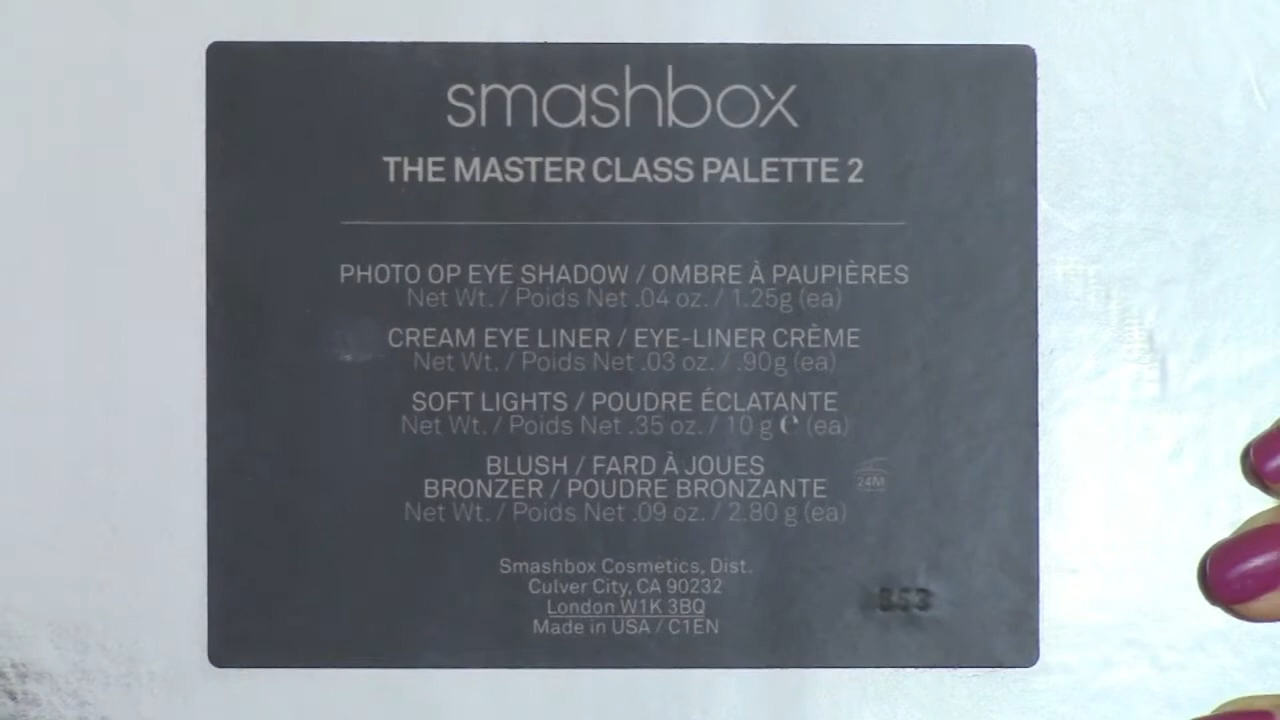 smashbox
THE MASTER CLASS PALETTE 2
PHOTO OP EYE SHADOW / OMBRE À PAUPIÈRES
Net Wt. / Poids Net .04 oz. / 1.25g (ea)
CREAM EYE LINER / EYE-LINER CRÈME
Net Wt. / Poids Net .03 oz. / .90g (ea)
SOFT LIGHTS / POUDRE ÉCLATANTE
Net Wt. / Poids Net .35 oz. / 10 g ℮ (ea)
BLUSH / FARD À JOUES
BRONZER / POUDRE BRONZANTE
24M
Net Wt. / Poids Net .09 oz. / 2.80 g (ea)
Smashbox Cosmetics, Dist.
Culver City, CA 90232
London W1K 3BQ
Made in USA / C1EN